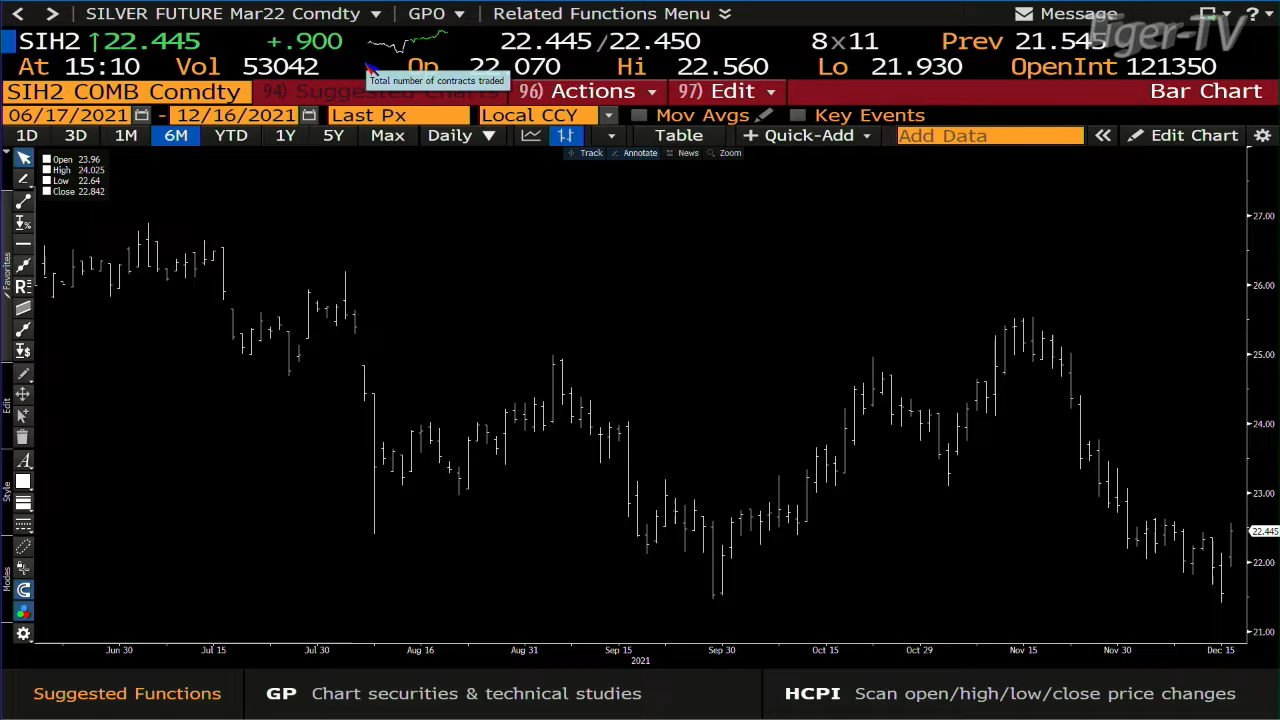 SILVER FUTURE Mar22 Comdty GPO Related Functions Menu Message ?
Tiger-TV
SIH2 ↑22.445 +.900 22.445/22.450 8x11 Prev 21.545
At 15:10 Vol 53042 Op 22.070 Hi 22.560 Lo 21.930 OpenInt 121350
Total number of contracts traded
SIH2 COMB Comdty 94) Suggested Charts 96) Actions 97) Edit Bar Chart
06/17/2021 - 12/16/2021 Last Px Local CCY Mov Avgs Key Events
1D 3D 1M 6M YTD 1Y 5Y Max Daily ▼ Table + Quick-Add Add Data « Edit Chart
Track Annotate News Zoom
Open 23.96
High 24.025
Low 22.64
Close 22.842
Favorites
Edit
Style
Modes
27.00
26.00
25.00
24.00
23.00
22.445
22.00
21.00
Jun 30 Jul 15 Jul 30 Aug 16 Aug 31 Sep 15 Sep 30 Oct 15 Oct 29 Nov 15 Nov 30 Dec 15
2021
Suggested Functions GP Chart securities & technical studies HCPI Scan open/high/low/close price changes